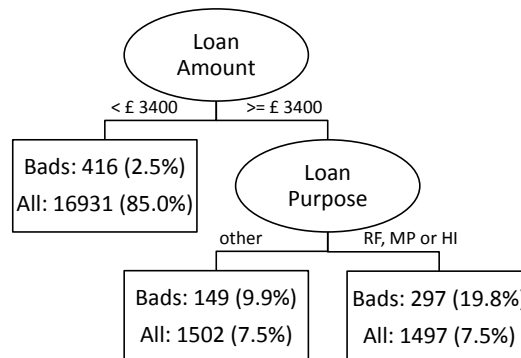 Loan
Amount
< £ 3400
>= £ 3400
Bads: 416 (2.5%)
All: 16931 (85.0%)
Loan
Purpose
other
RF, MP or HI
Bads: 149 (9.9%)
All: 1502 (7.5%)
Bads: 297 (19.8%)
All: 1497 (7.5%)